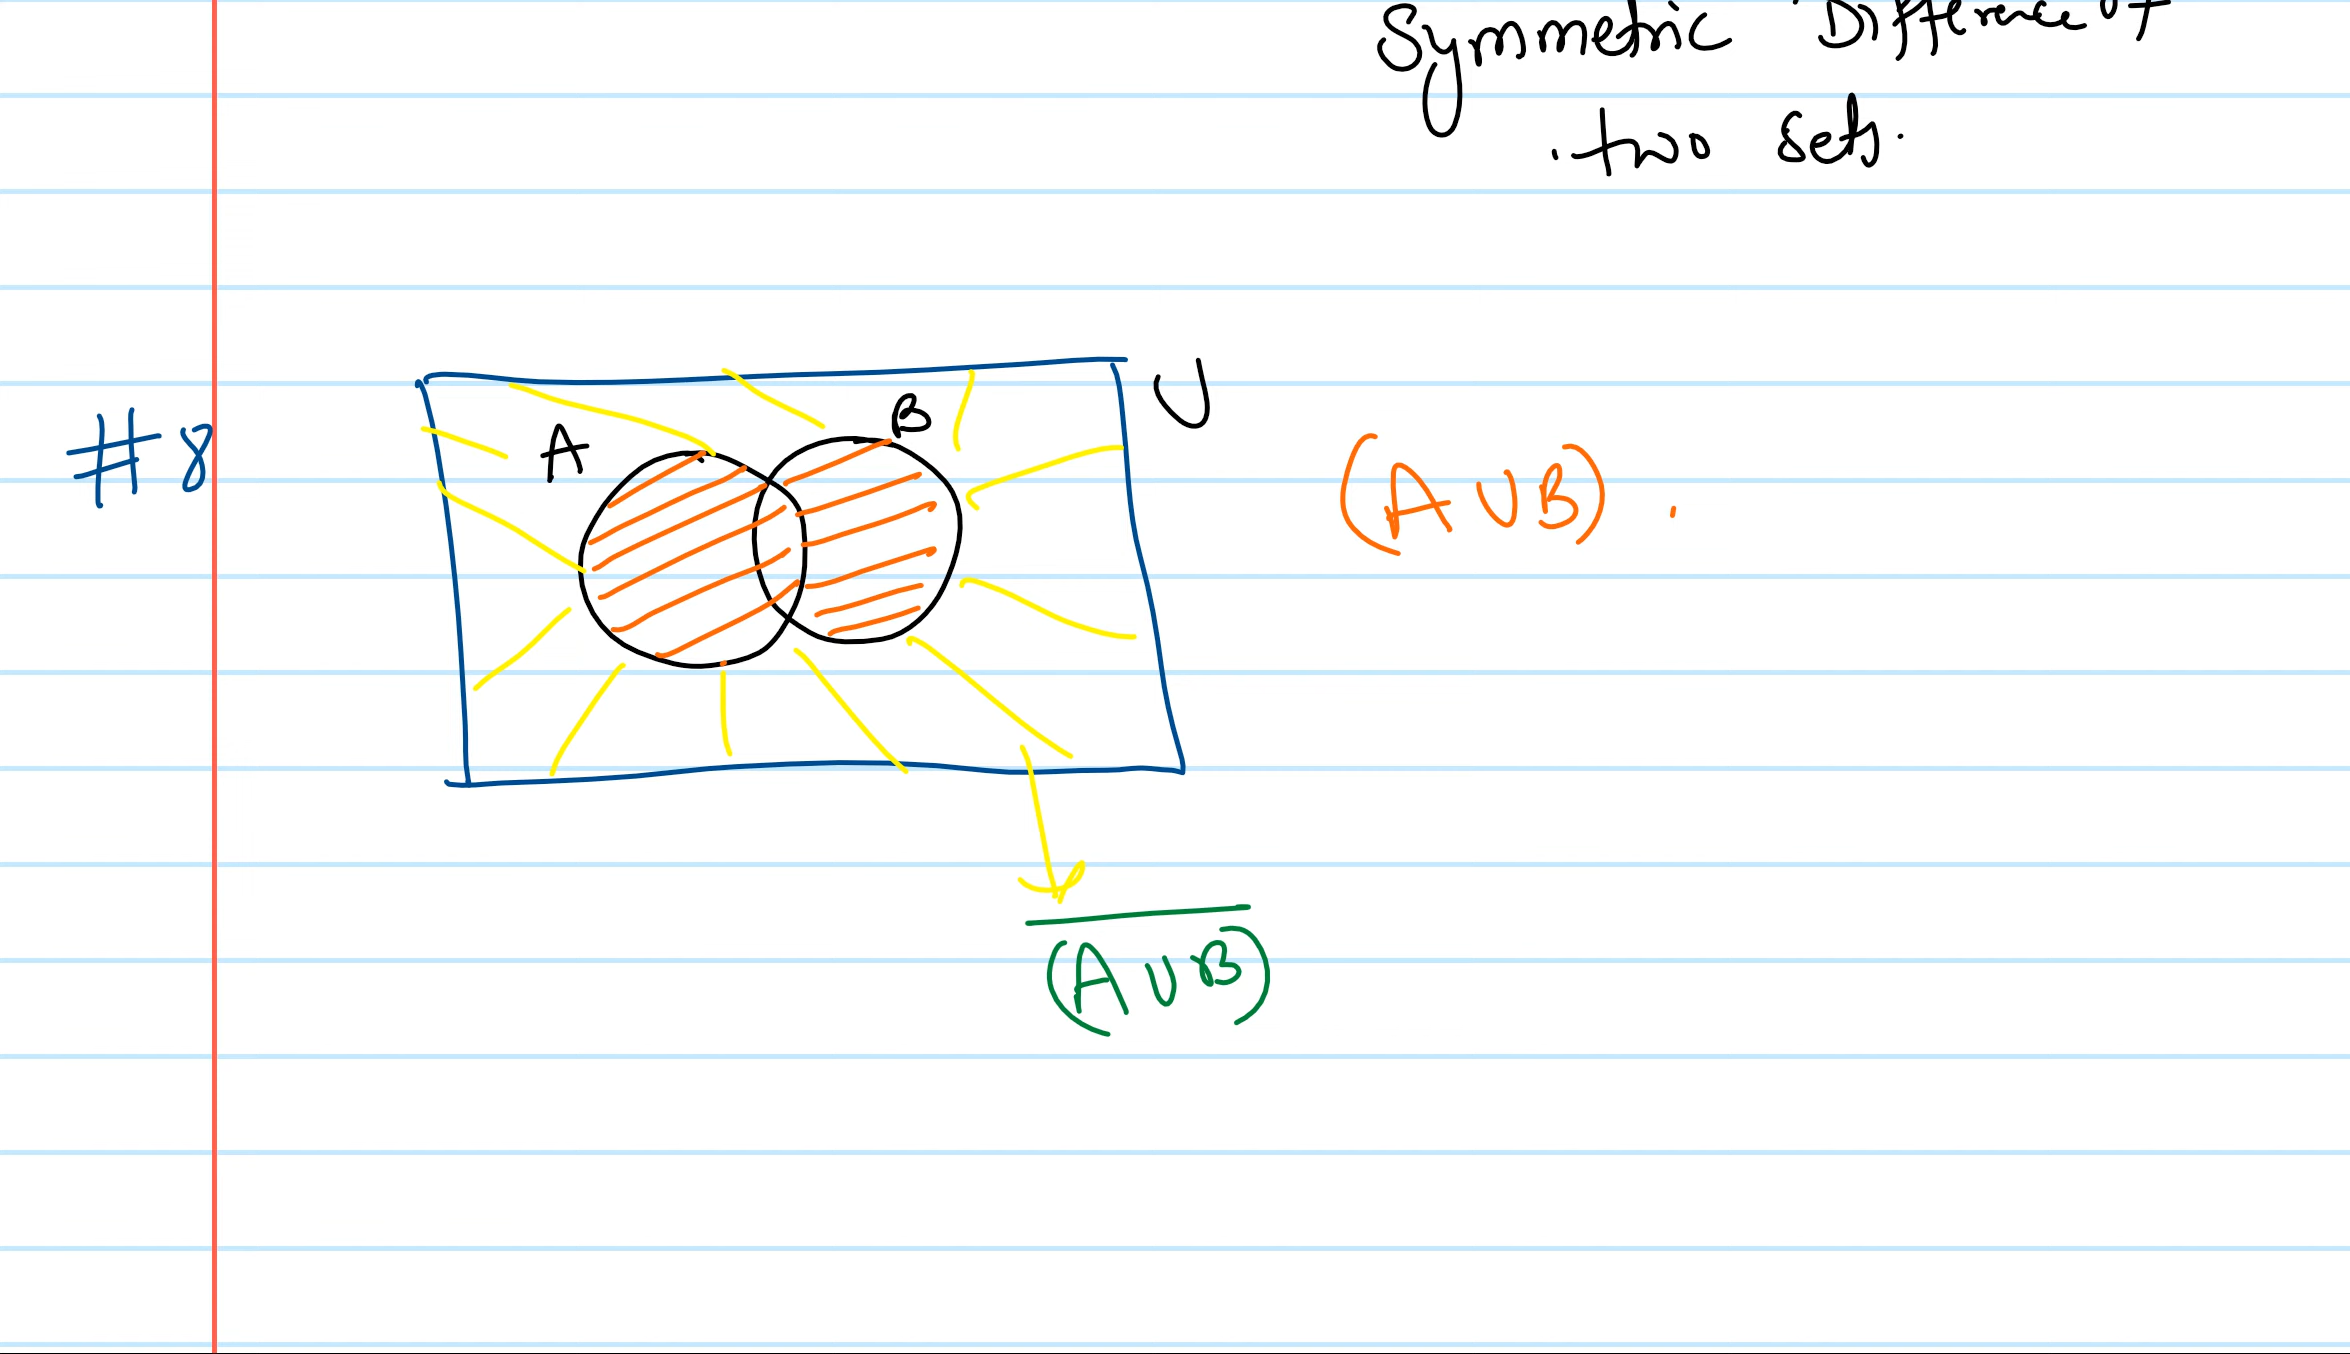 Symmetric Difference of
two sets.
#8
A
B
U
(A ∪ B).
(A ∪ B)